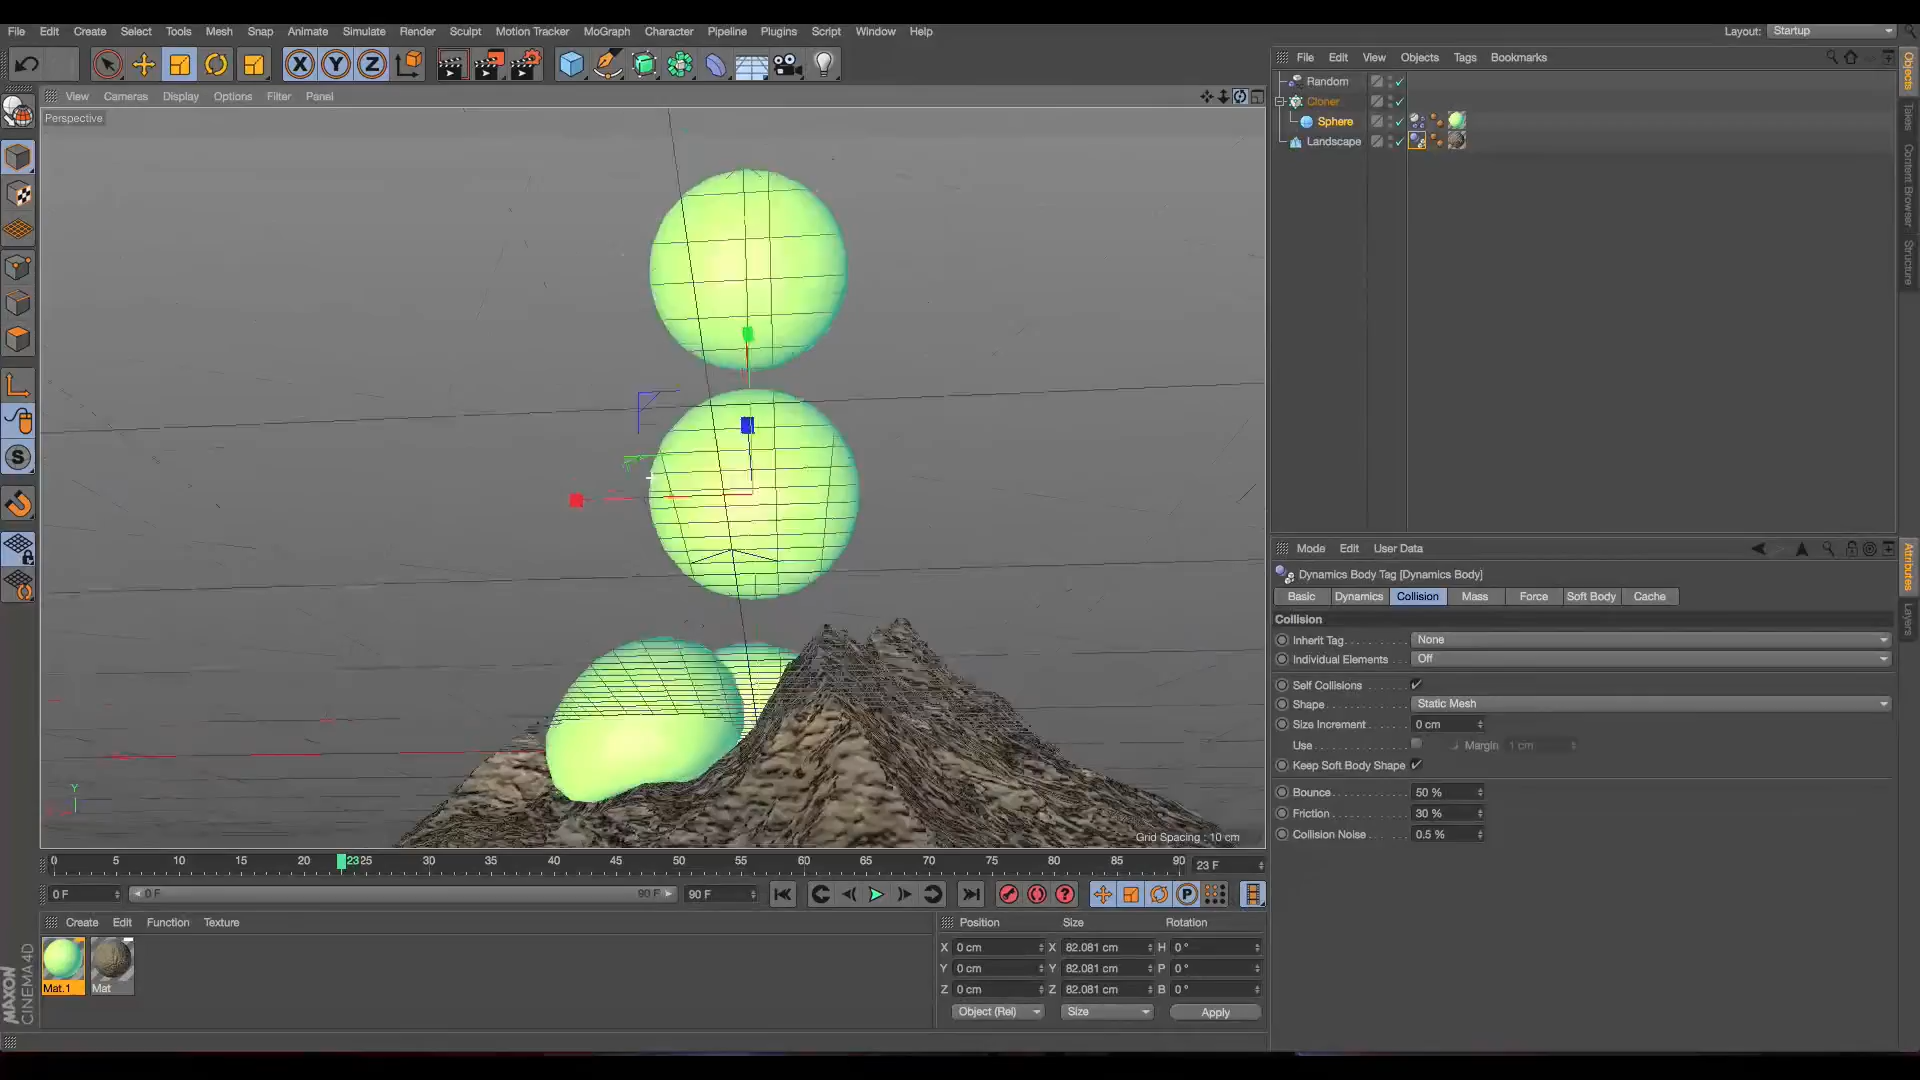 File Edit Create Select Tools Mesh Snap Animate Simulate Render Sculpt Motion Tracker MoGraph Character Pipeline Plugins Script Window Help
Layout: Startup
View Cameras Display Options Filter Panel
Perspective
Grid Spacing : 10 cm
Y
File Edit View Objects Tags Bookmarks
Random
Cloner
Sphere
Landscape
Objects
Takes
Content Browser
Structure
Mode Edit User Data
Dynamics Body Tag [Dynamics Body]
Basic Dynamics Collision Mass Force Soft Body Cache
Collision
Inherit Tag None
Individual Elements Off
Self Collisions
Shape Static Mesh
Size Increment 0 cm
Use Margin 1 cm
Keep Soft Body Shape
Bounce 50 %
Friction 30 %
Collision Noise 0.5 %
Attributes
Layers
0 5 10 15 20 23 25 30 35 40 45 50 55 60 65 70 75 80 85 90 23 F
0 F 0 F 90 F 90 F
Create Edit Function Texture
Mat.1 Mat
Position Size Rotation
X 0 cm X 82.081 cm H 0 °
Y 0 cm Y 82.081 cm P 0 °
Z 0 cm Z 82.081 cm B 0 °
Object (Rel) Size Apply
MAXON
CINEMA 4D